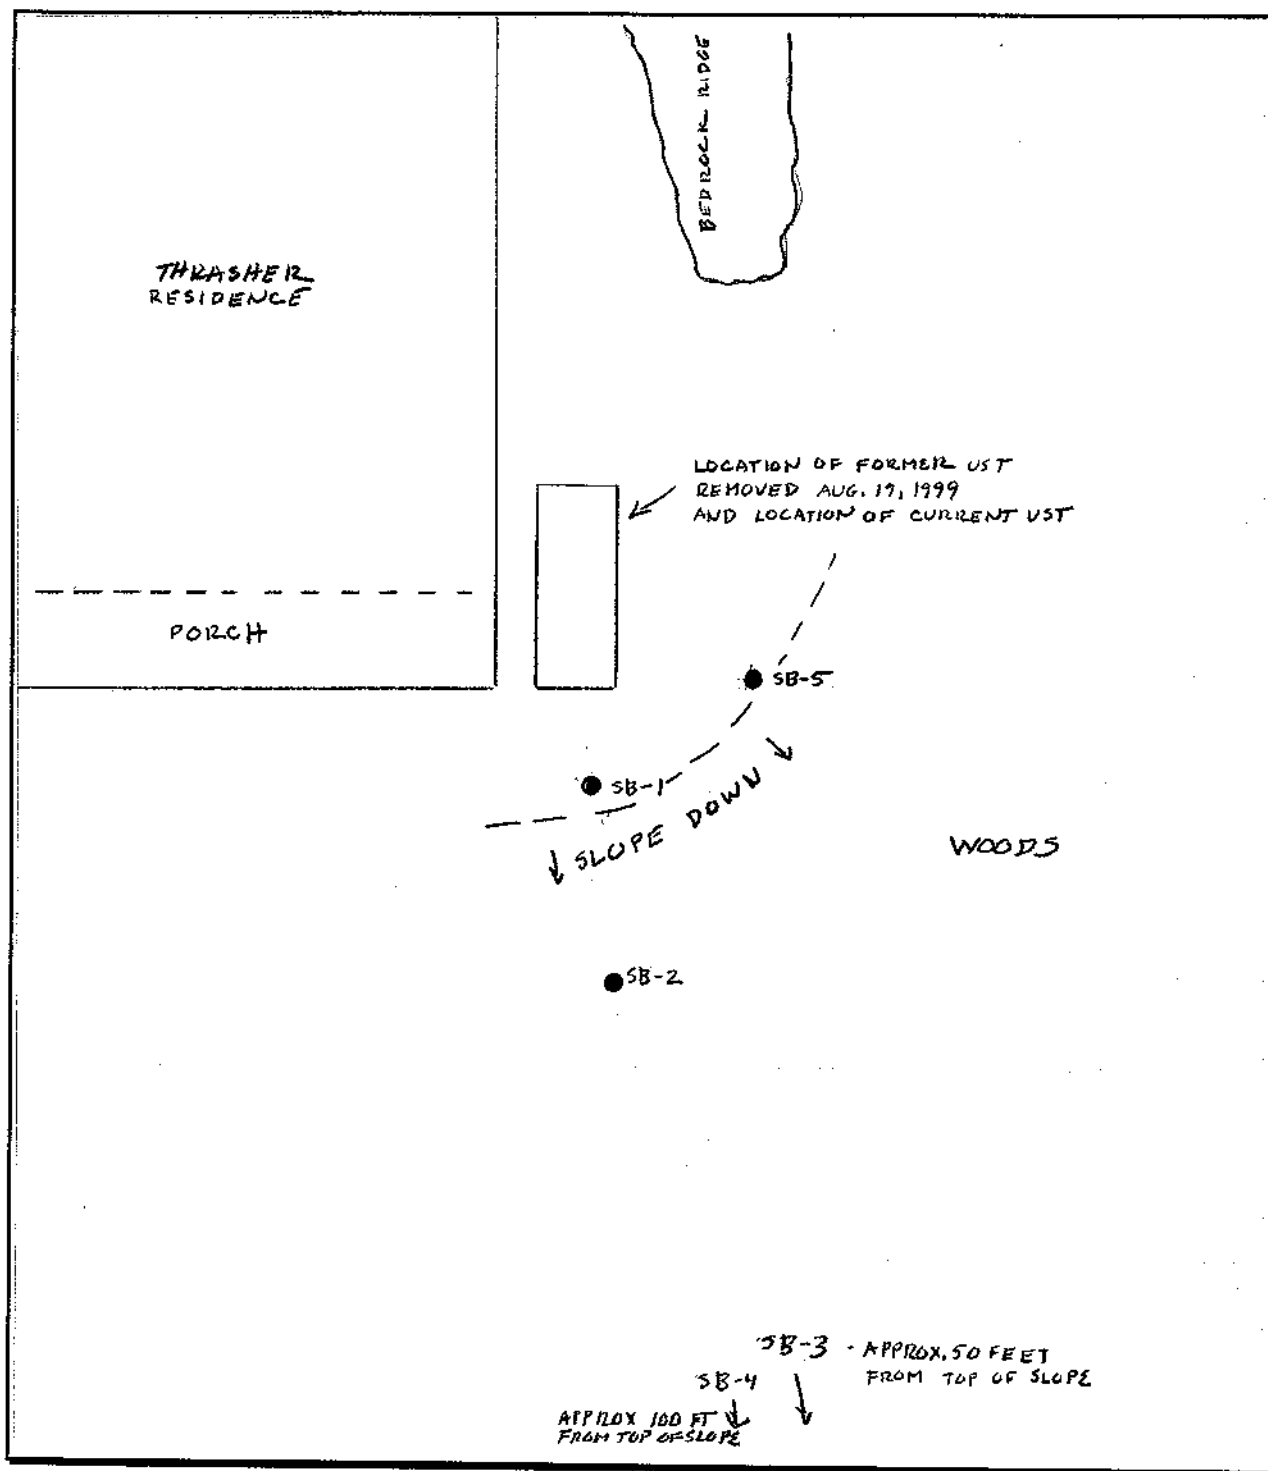 BEDROCK RIDGE
THRASHER
RESIDENCE
LOCATION OF FORMER UST
REMOVED AUG. 19, 1999
AND LOCATION OF CURRENT UST
PORCH
SB-5
SB-1
SLOPE DOWN
WOODS
SB-2
SB-3 - APPROX. 50 FEET
FROM TOP OF SLOPE
SB-4
APPROX 100 FT
FROM TOP OF SLOPE